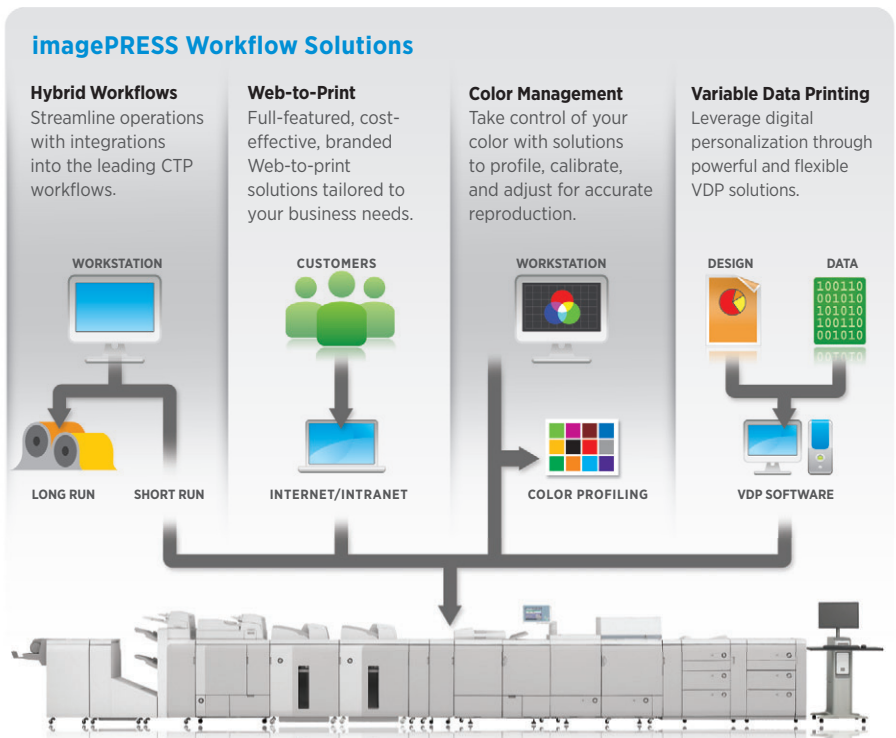 imagePRESS Workflow Solutions
Hybrid Workflows
Streamline operations
with integrations
into the leading CTP
workflows.
WORKSTATION
LONG RUN
SHORT RUN
Web-to-Print
Full-featured, cost-
effective, branded
Web-to-print
solutions tailored to
your business needs.
CUSTOMERS
INTERNET/INTRANET
Color Management
Take control of your
color with solutions
to profile, calibrate,
and adjust for accurate
reproduction.
WORKSTATION
COLOR PROFILING
Variable Data Printing
Leverage digital
personalization through
powerful and flexible
VDP solutions.
DESIGN
DATA
100110
001010
101010
100110
001010
VDP SOFTWARE